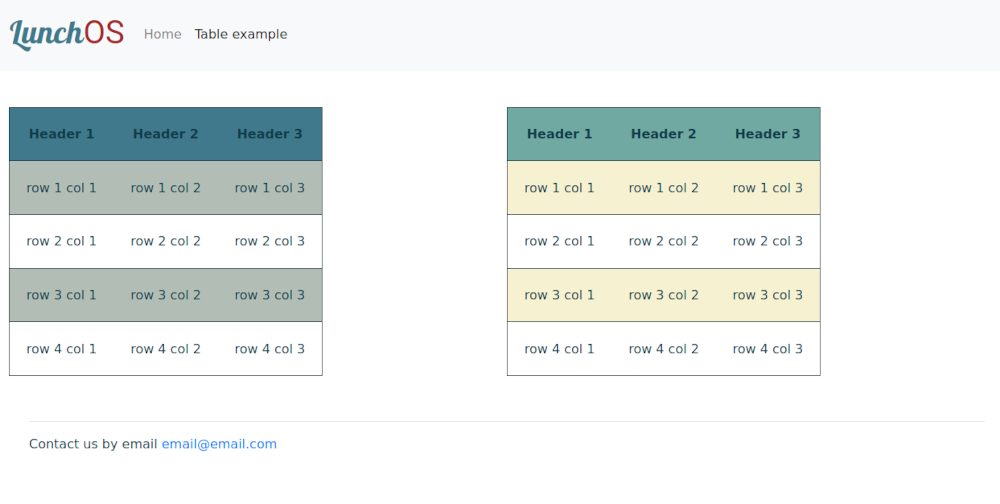 LunchOS Home Table example
Header 1 Header 2 Header 3
row 1 col 1 row 1 col 2 row 1 col 3
row 2 col 1 row 2 col 2 row 2 col 3
row 3 col 1 row 3 col 2 row 3 col 3
row 4 col 1 row 4 col 2 row 4 col 3
Header 1 Header 2 Header 3
row 1 col 1 row 1 col 2 row 1 col 3
row 2 col 1 row 2 col 2 row 2 col 3
row 3 col 1 row 3 col 2 row 3 col 3
row 4 col 1 row 4 col 2 row 4 col 3
Contact us by email email@email.com